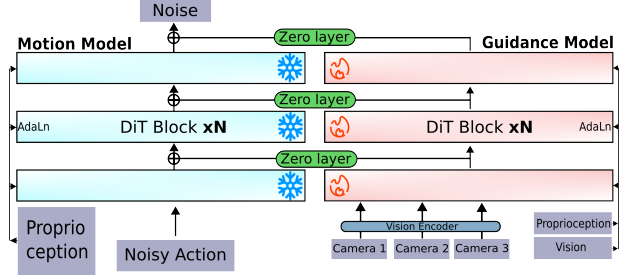 Noise
Motion Model
Zero layer
Guidance Model
Zero layer
AdaLn
DiT Block xN
DiT Block xN
AdaLn
Zero layer
Proprio
ception
Noisy Action
Vision Encoder
Camera 1
Camera 2
Camera 3
Proprioception
Vision